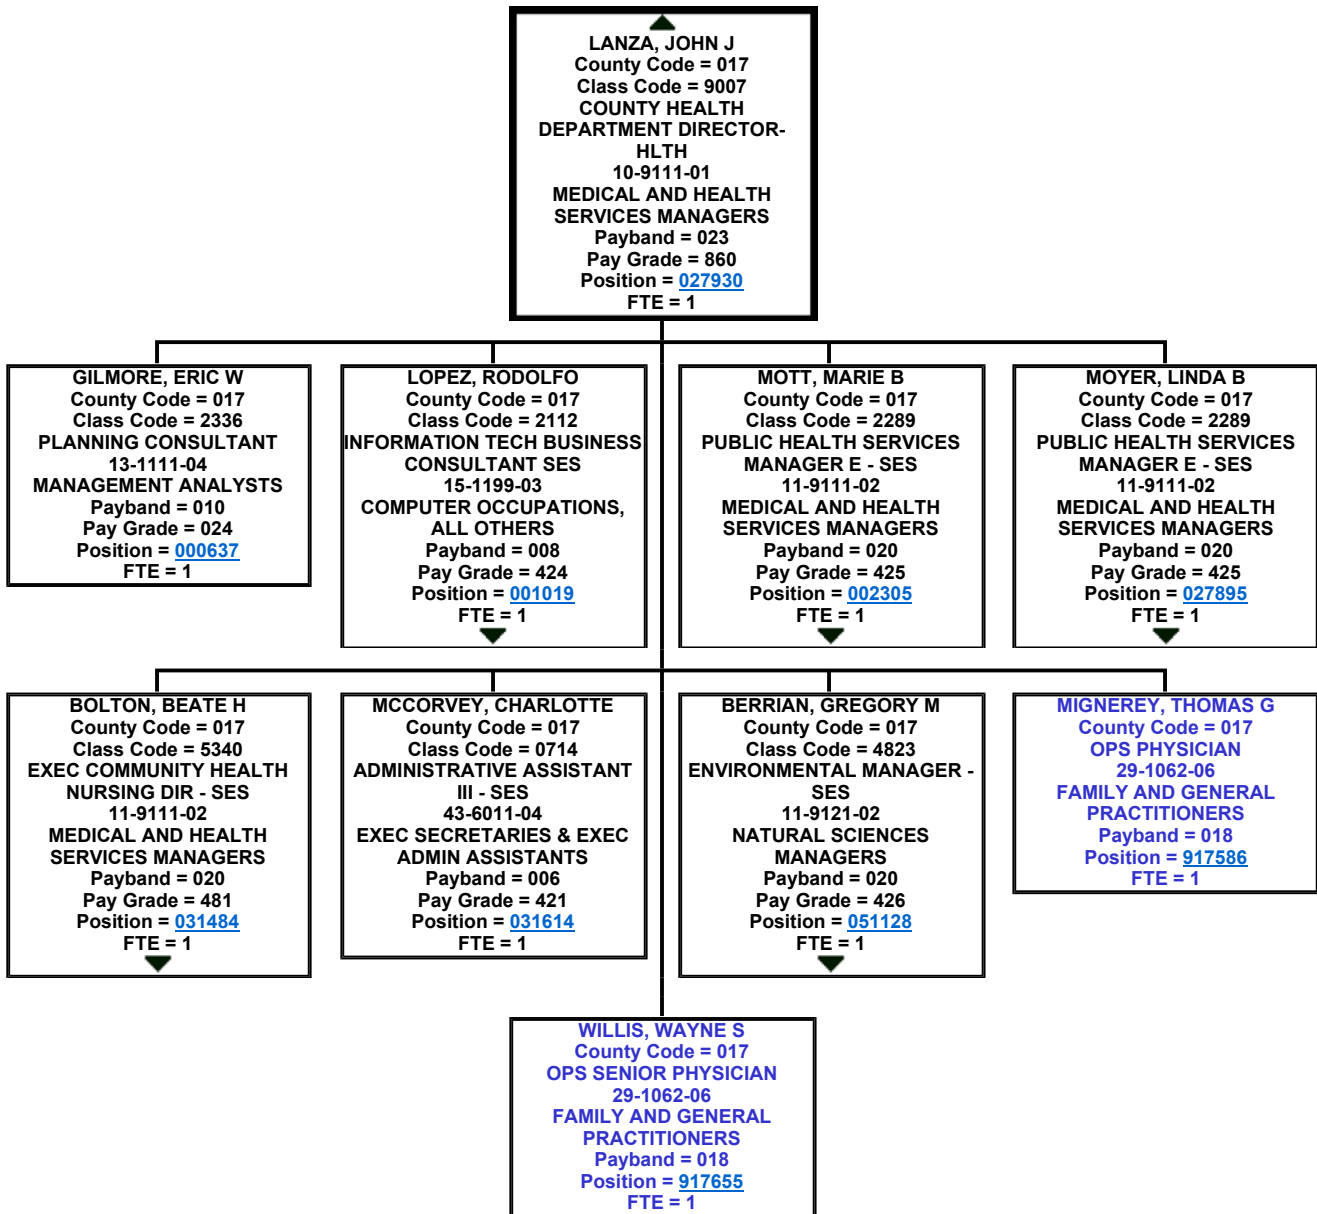 LANZA, JOHN J
County Code = 017
Class Code = 9007
COUNTY HEALTH
DEPARTMENT DIRECTOR-
HLTH
10-9111-01
MEDICAL AND HEALTH
SERVICES MANAGERS
Payband = 023
Pay Grade = 860
Position = 027930
FTE = 1
GILMORE, ERIC W
County Code = 017
Class Code = 2336
PLANNING CONSULTANT
13-1111-04
MANAGEMENT ANALYSTS
Payband = 010
Pay Grade = 024
Position = 000637
FTE = 1
LOPEZ, RODOLFO
County Code = 017
Class Code = 2112
INFORMATION TECH BUSINESS
CONSULTANT SES
15-1199-03
COMPUTER OCCUPATIONS,
ALL OTHERS
Payband = 008
Pay Grade = 424
Position = 001019
FTE = 1
MOTT, MARIE B
County Code = 017
Class Code = 2289
PUBLIC HEALTH SERVICES
MANAGER E - SES
11-9111-02
MEDICAL AND HEALTH
SERVICES MANAGERS
Payband = 020
Pay Grade = 425
Position = 002305
FTE = 1
MOYER, LINDA B
County Code = 017
Class Code = 2289
PUBLIC HEALTH SERVICES
MANAGER E - SES
11-9111-02
MEDICAL AND HEALTH
SERVICES MANAGERS
Payband = 020
Pay Grade = 425
Position = 027895
FTE = 1
BOLTON, BEATE H
County Code = 017
Class Code = 5340
EXEC COMMUNITY HEALTH
NURSING DIR - SES
11-9111-02
MEDICAL AND HEALTH
SERVICES MANAGERS
Payband = 020
Pay Grade = 481
Position = 031484
FTE = 1
MCCORVEY, CHARLOTTE
County Code = 017
Class Code = 0714
ADMINISTRATIVE ASSISTANT
III - SES
43-6011-04
EXEC SECRETARIES & EXEC
ADMIN ASSISTANTS
Payband = 006
Pay Grade = 421
Position = 031614
FTE = 1
BERRIAN, GREGORY M
County Code = 017
Class Code = 4823
ENVIRONMENTAL MANAGER -
SES
11-9121-02
NATURAL SCIENCES
MANAGERS
Payband = 020
Pay Grade = 426
Position = 051128
FTE = 1
MIGNEREY, THOMAS G
County Code = 017
OPS PHYSICIAN
29-1062-06
FAMILY AND GENERAL
PRACTITIONERS
Payband = 018
Position = 917586
FTE = 1
WILLIS, WAYNE S
County Code = 017
OPS SENIOR PHYSICIAN
29-1062-06
FAMILY AND GENERAL
PRACTITIONERS
Payband = 018
Position = 917655
FTE = 1